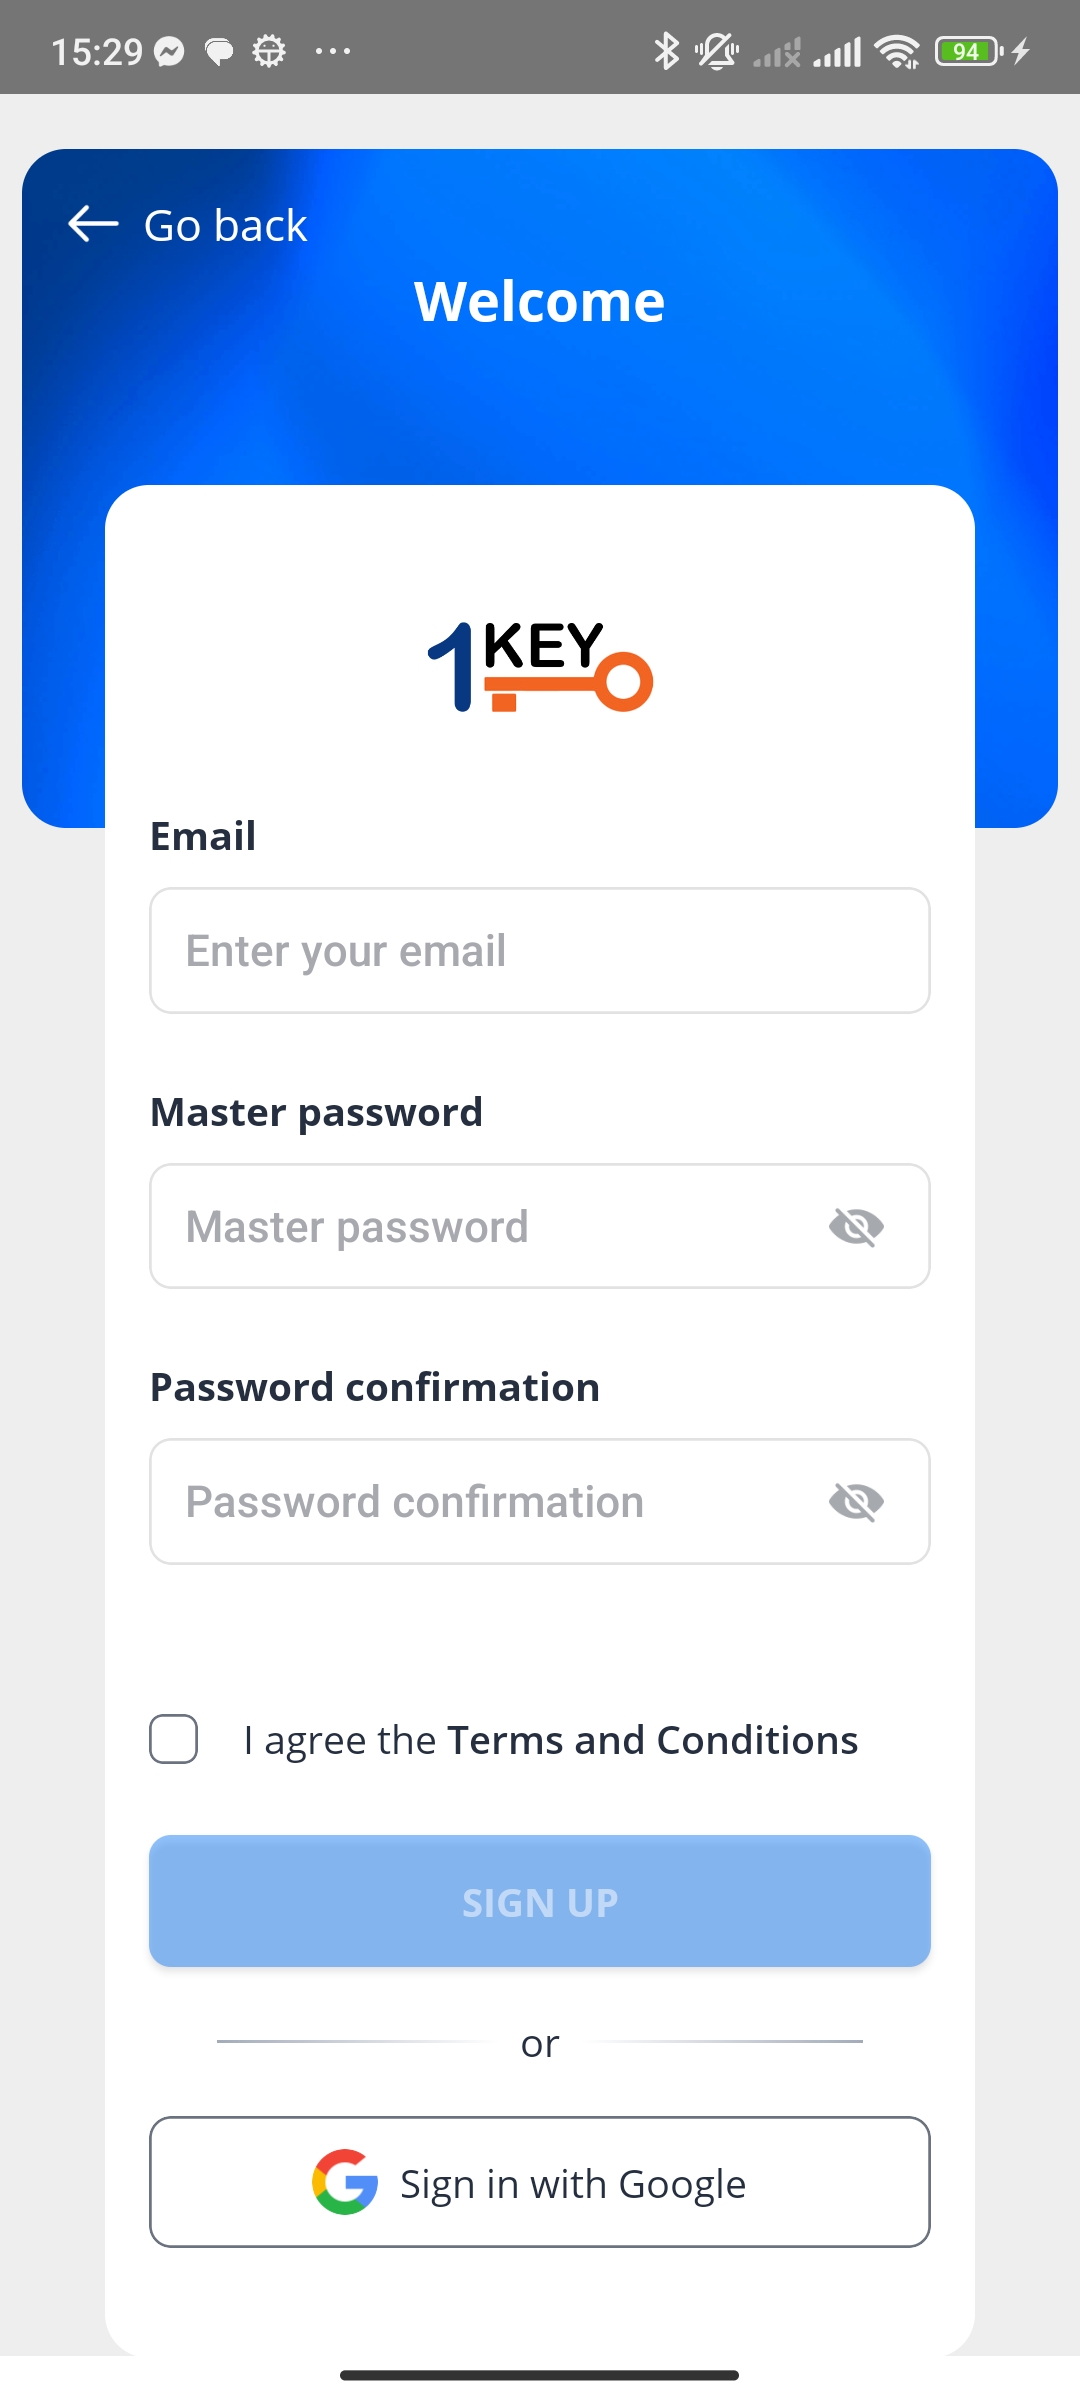 15:29
94
Go back
Welcome
1KEY
Email
Enter your email
Master password
Master password
Password confirmation
Password confirmation
I agree the Terms and Conditions
SIGN UP
or
Sign in with Google